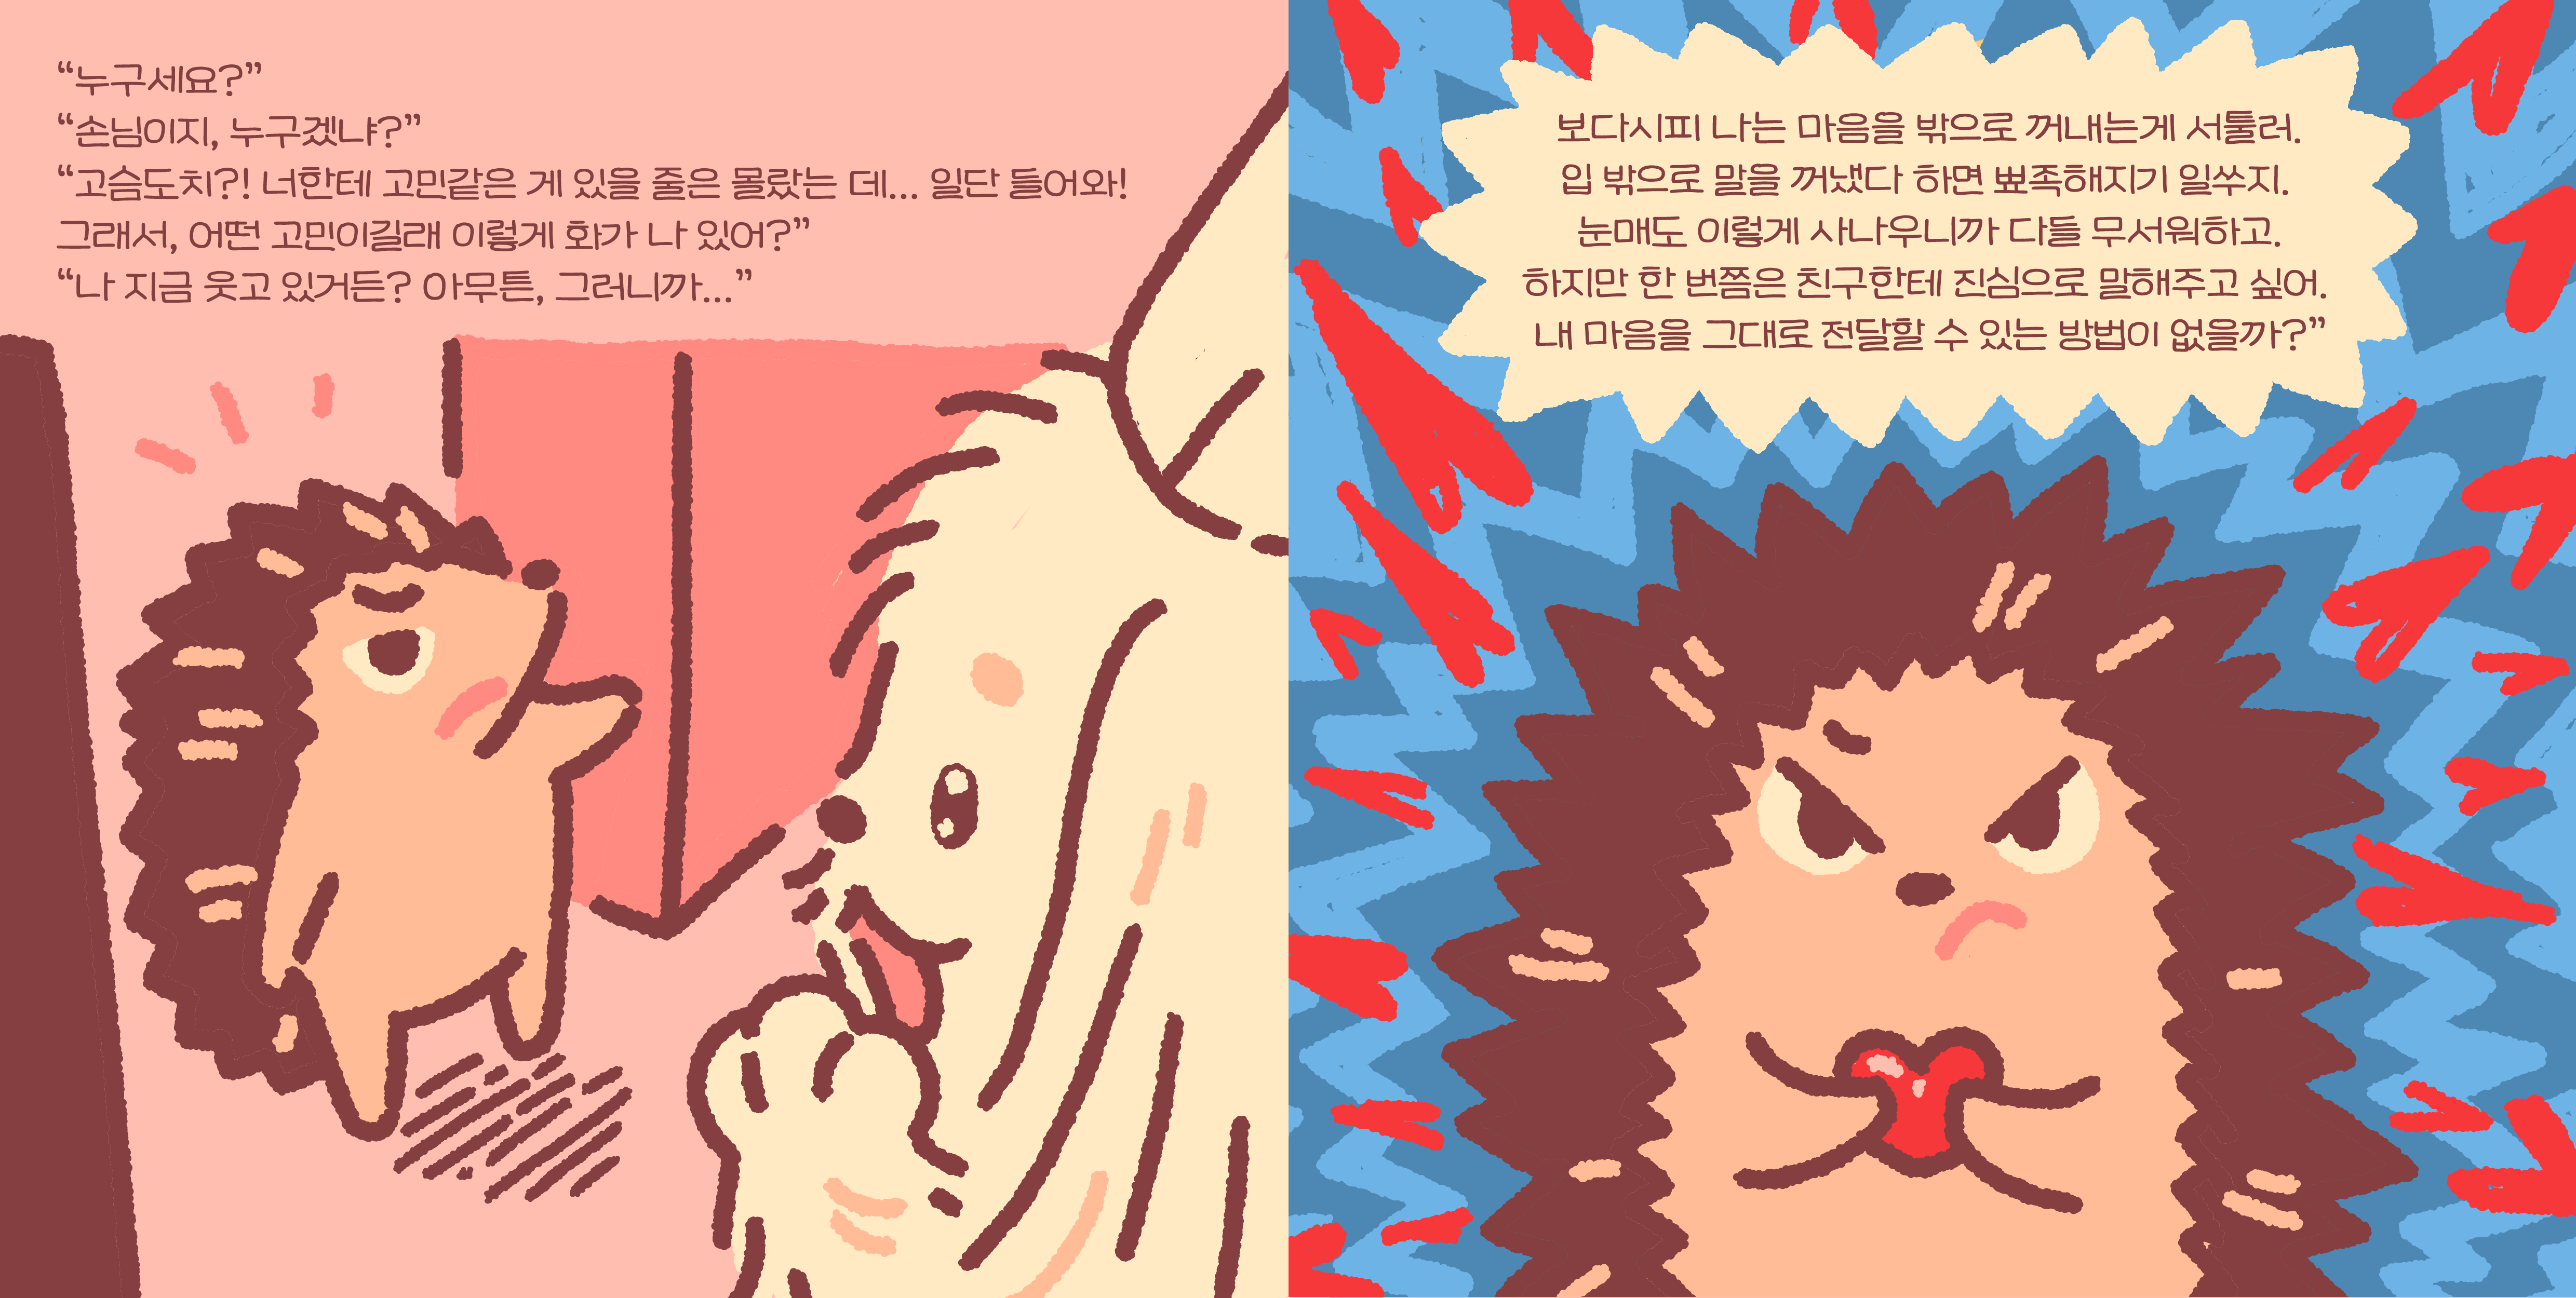 “누구세요?”
“손님이지, 누구겠냐?”
“고슴도치?! 너한테 고민같은 게 있을 줄은 몰랐는 데... 일단 들어와!
그래서, 어떤 고민이길래 이렇게 화가 나 있어?”
“나 지금 웃고 있거든? 아무튼, 그러니까...”
보다시피 나는 마음을 밖으로 꺼내는게 서툴러.
입 밖으로 말을 꺼냈다 하면 뾰족해지기 일쑤지.
눈매도 이렇게 사나우니까 다들 무서워하고.
하지만 한 번쯤은 친구한테 진심으로 말해주고 싶어.
내 마음을 그대로 전달할 수 있는 방법이 없을까?”